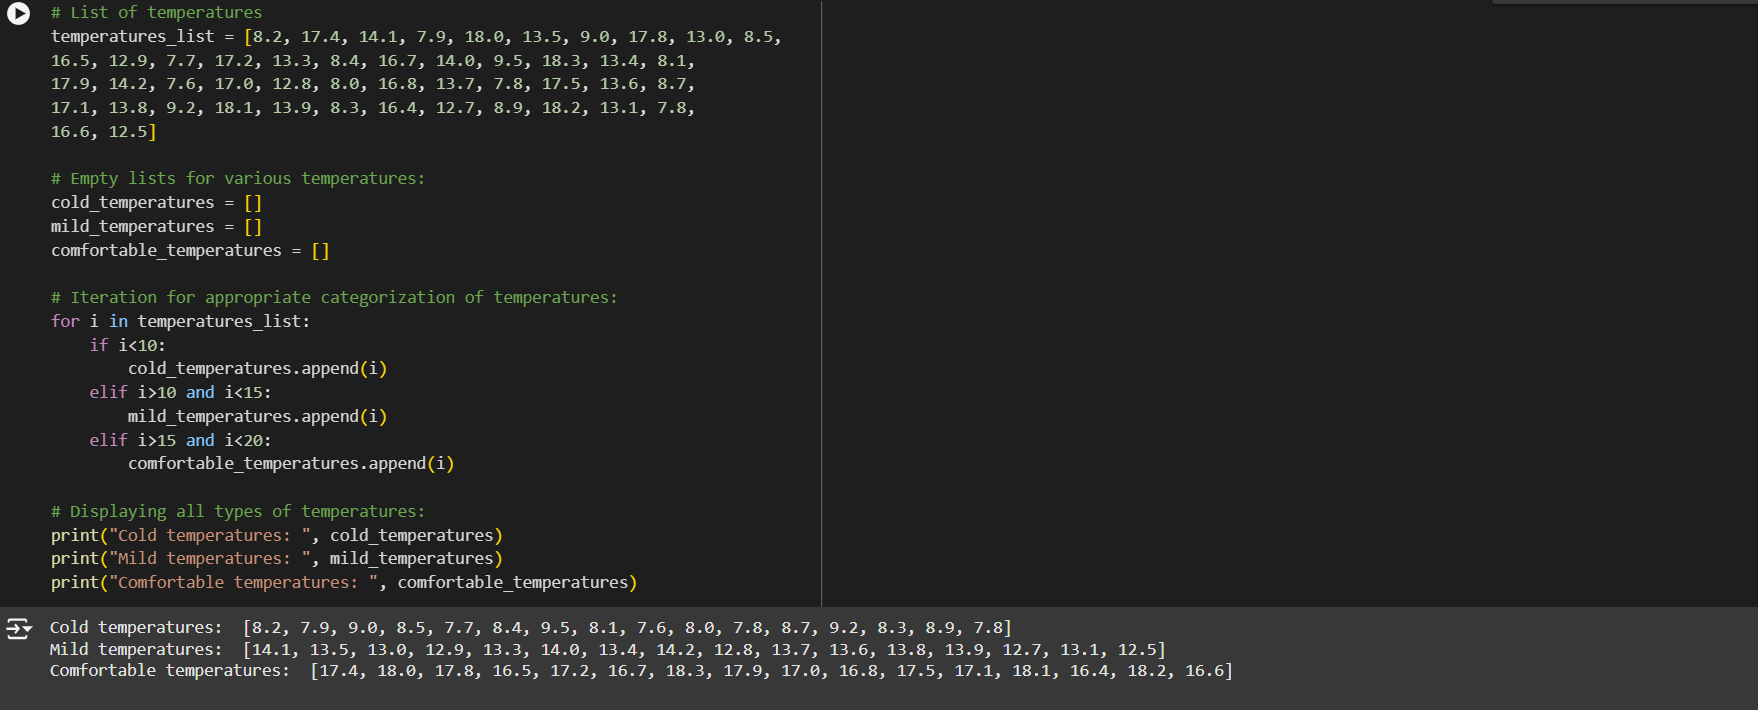 # List of temperatures
temperatures_list = [8.2, 17.4, 14.1, 7.9, 18.0, 13.5, 9.0, 17.8, 13.0, 8.5,
16.5, 12.9, 7.7, 17.2, 13.3, 8.4, 16.7, 14.0, 9.5, 18.3, 13.4, 8.1,
17.9, 14.2, 7.6, 17.0, 12.8, 8.0, 16.8, 13.7, 7.8, 17.5, 13.6, 8.7,
17.1, 13.8, 9.2, 18.1, 13.9, 8.3, 16.4, 12.7, 8.9, 18.2, 13.1, 7.8,
16.6, 12.5]
# Empty lists for various temperatures:
cold_temperatures = []
mild_temperatures = []
comfortable_temperatures = []
# Iteration for appropriate categorization of temperatures:
for i in temperatures_list:
    if i<10:
        cold_temperatures.append(i)
    elif i>10 and i<15:
        mild_temperatures.append(i)
    elif i>15 and i<20:
        comfortable_temperatures.append(i)
# Displaying all types of temperatures:
print("Cold temperatures: ", cold_temperatures)
print("Mild temperatures: ", mild_temperatures)
print("Comfortable temperatures: ", comfortable_temperatures)
Cold temperatures:  [8.2, 7.9, 9.0, 8.5, 7.7, 8.4, 9.5, 8.1, 7.6, 8.0, 7.8, 8.7, 9.2, 8.3, 8.9, 7.8]
Mild temperatures:  [14.1, 13.5, 13.0, 12.9, 13.3, 14.0, 13.4, 14.2, 12.8, 13.7, 13.6, 13.8, 13.9, 12.7, 13.1, 12.5]
Comfortable temperatures:  [17.4, 18.0, 17.8, 16.5, 17.2, 16.7, 18.3, 17.9, 17.0, 16.8, 17.5, 17.1, 18.1, 16.4, 18.2, 16.6]